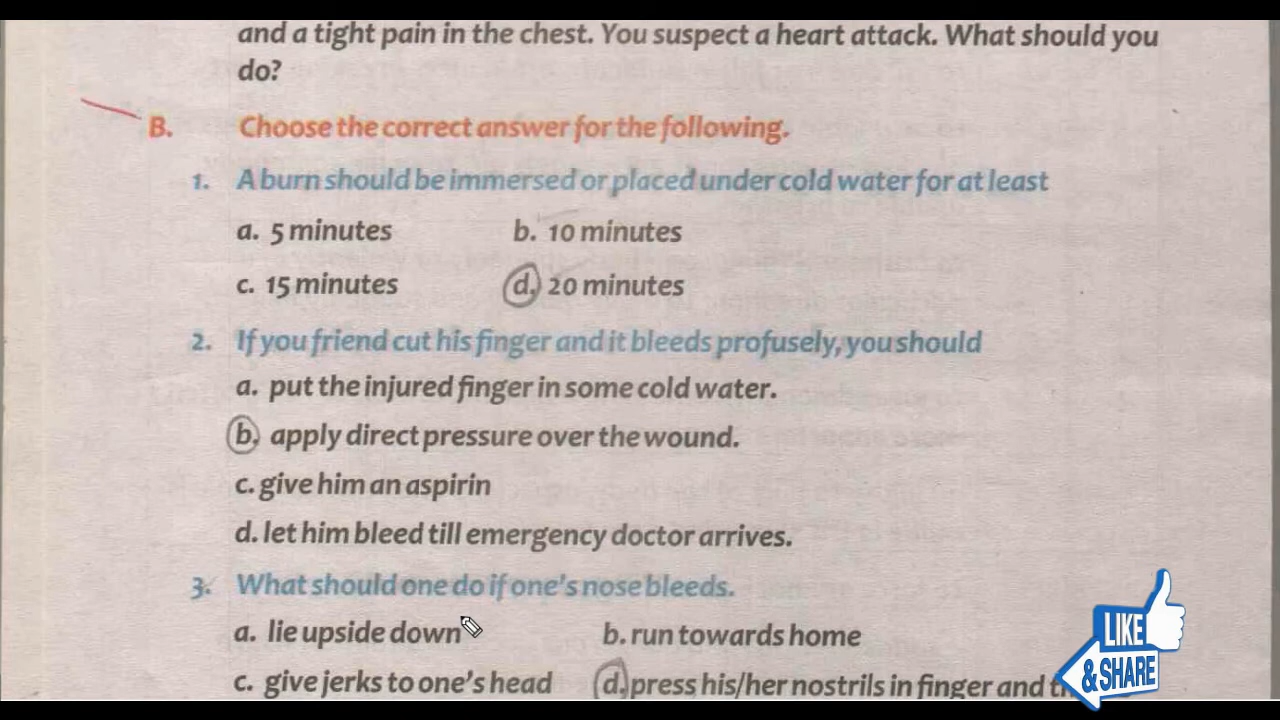 and a tight pain in the chest. You suspect a heart attack. What should you
do?
B. Choose the correct answer for the following.
1. A burn should be immersed or placed under cold water for at least
a. 5 minutes b. 10 minutes
c. 15 minutes d. 20 minutes
2. If you friend cut his finger and it bleeds profusely, you should
a. put the injured finger in some cold water.
b. apply direct pressure over the wound.
c. give him an aspirin
d. let him bleed till emergency doctor arrives.
3. What should one do if one's nose bleeds.
a. lie upside down b. run towards home
c. give jerks to one's head d. press his/her nostrils in finger and
LIKE
& SHARE